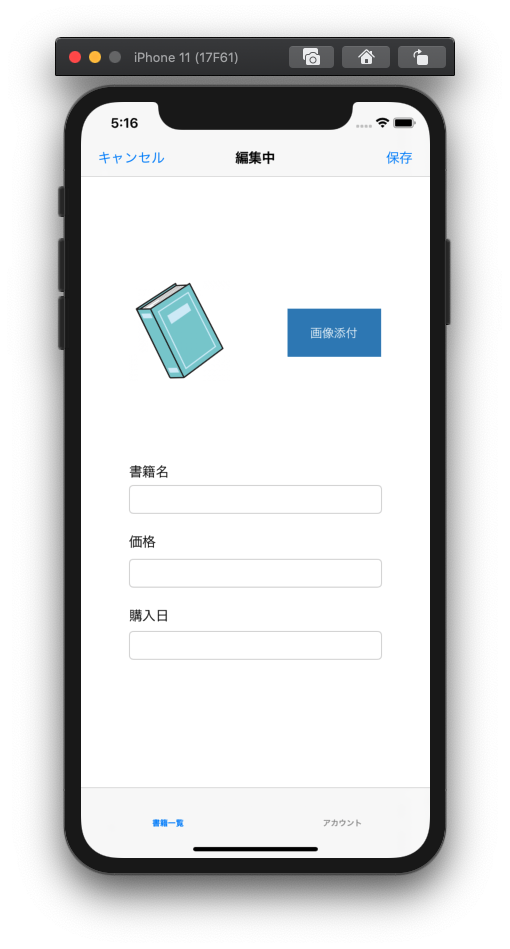 iPhone 11 (17F61)
5:16
キャンセル 編集中 保存
画像添付
書籍名
価格
購入日
書籍一覧 アカウント